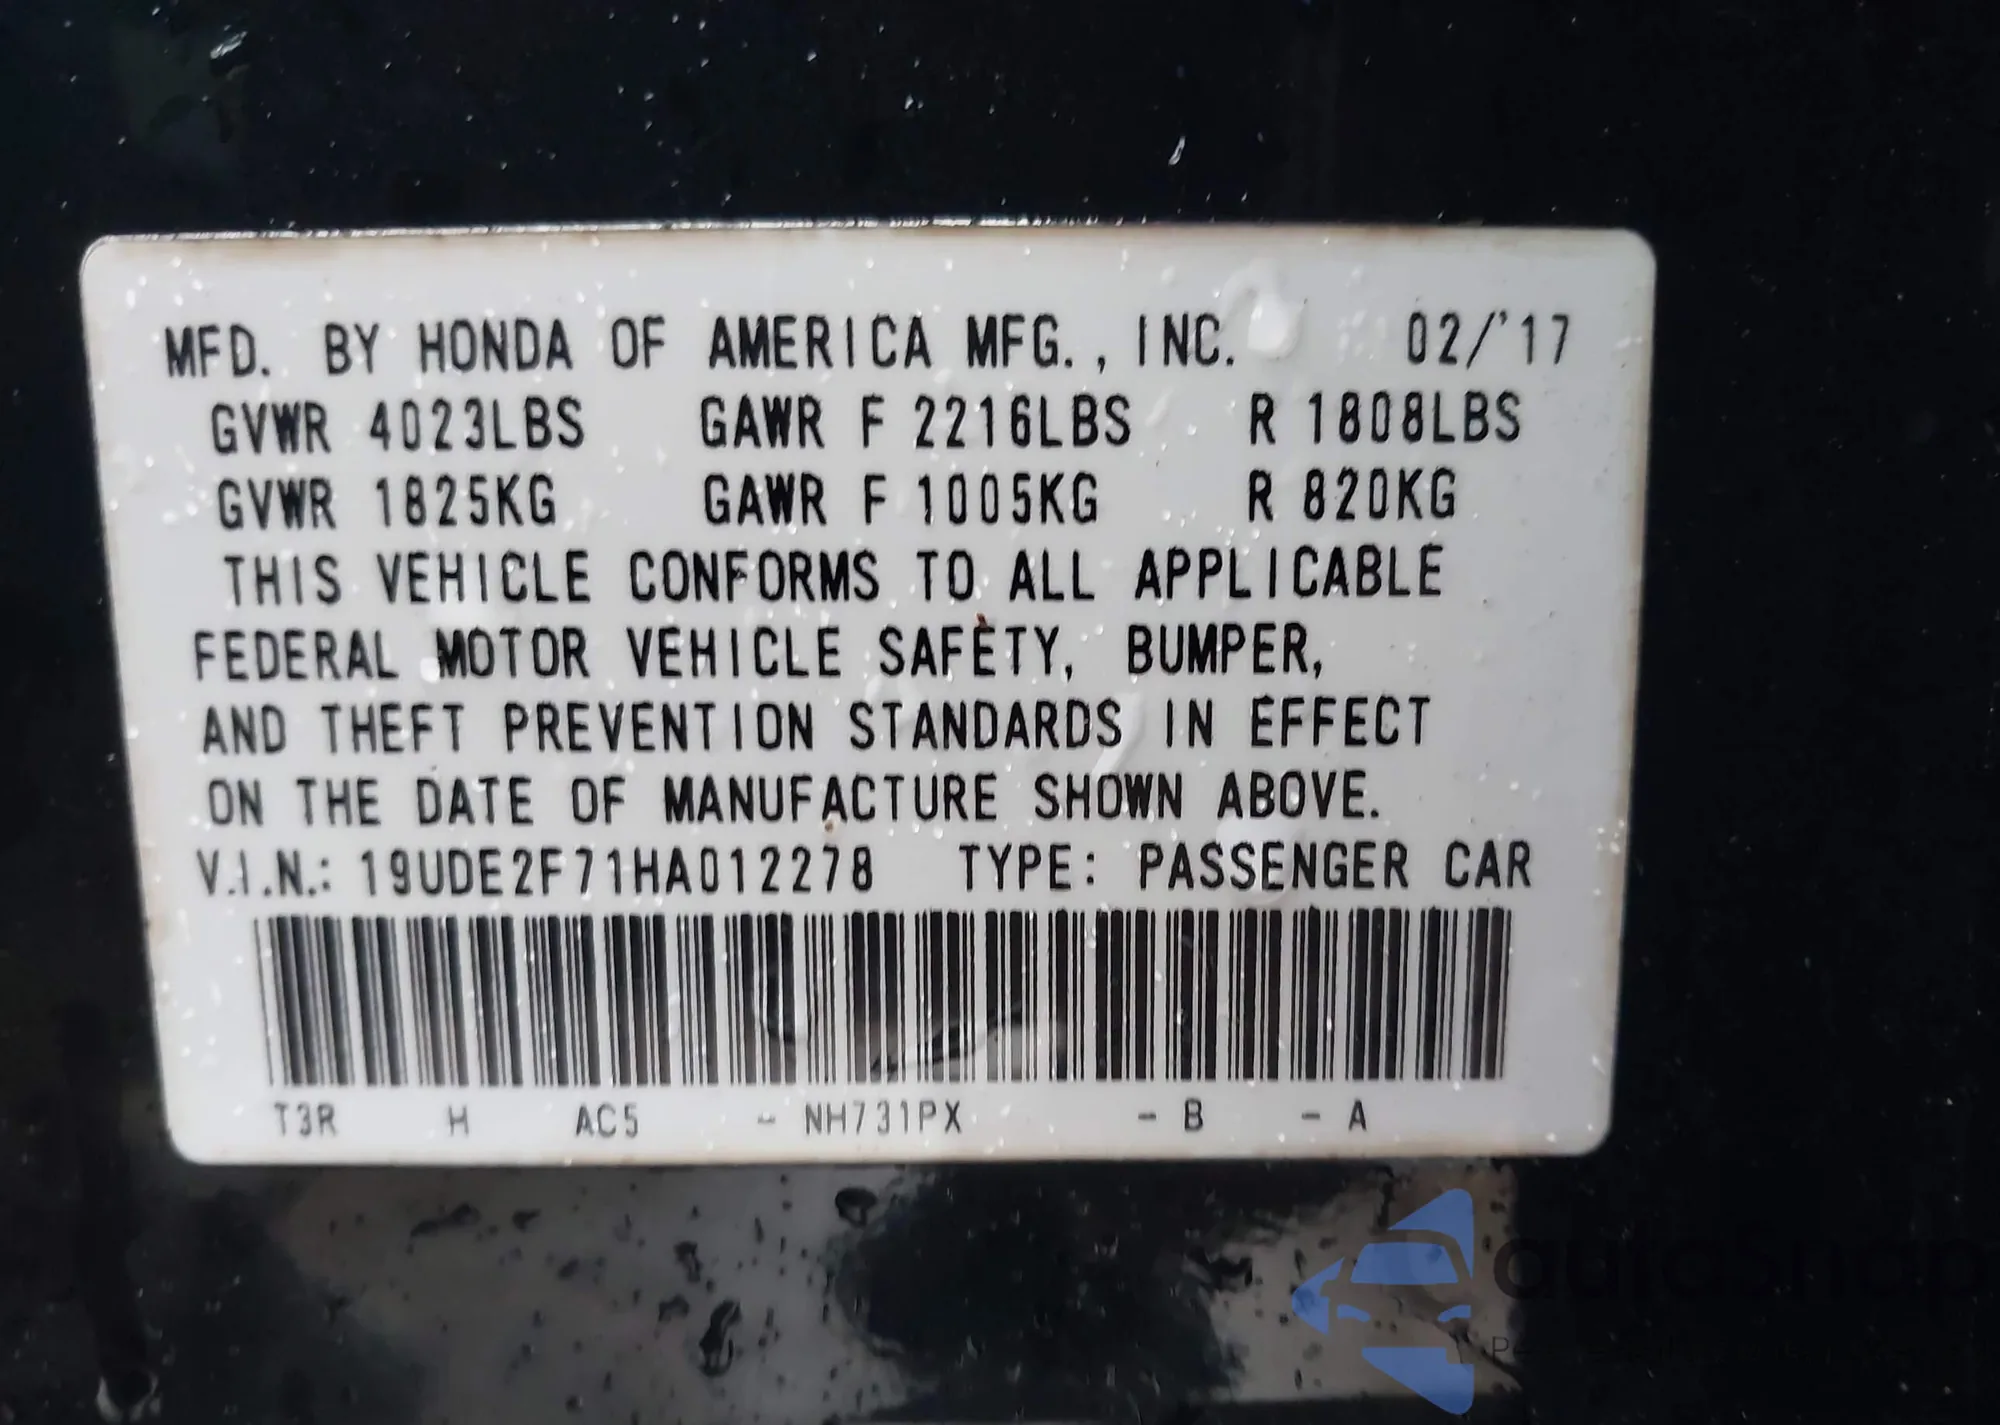 MFD. BY HONDA OF AMERICA MFG., INC. 02/'17
GVWR 4023LBS GAWR F 2216LBS R 1808LBS
GVWR 1825KG GAWR F 1005KG R 820KG
THIS VEHICLE CONFORMS TO ALL APPLICABLE
FEDERAL MOTOR VEHICLE SAFETY, BUMPER,
AND THEFT PREVENTION STANDARDS IN EFFECT
ON THE DATE OF MANUFACTURE SHOWN ABOVE.
V.I.N.: 19UDE2F71HA012278 TYPE: PASSENGER CAR
T3R H AC5 - NH731PX - B - A